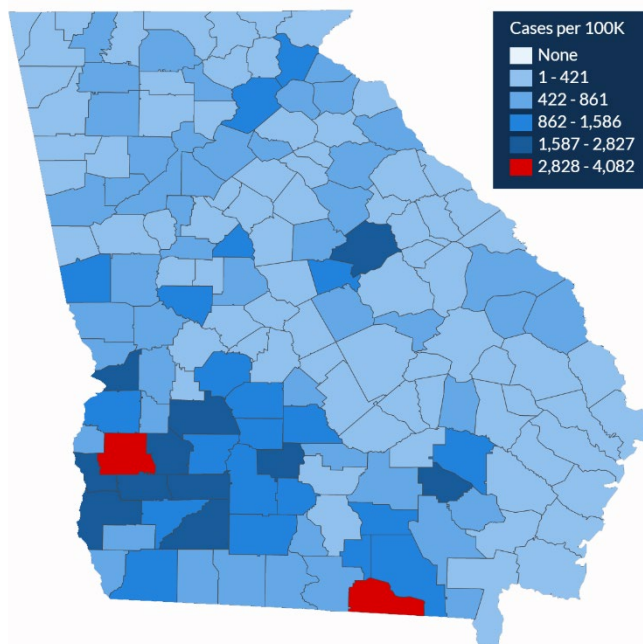 Cases per 100K
None
1 - 421
422 - 861
862 - 1,586
1,587 - 2,827
2,828 - 4,082